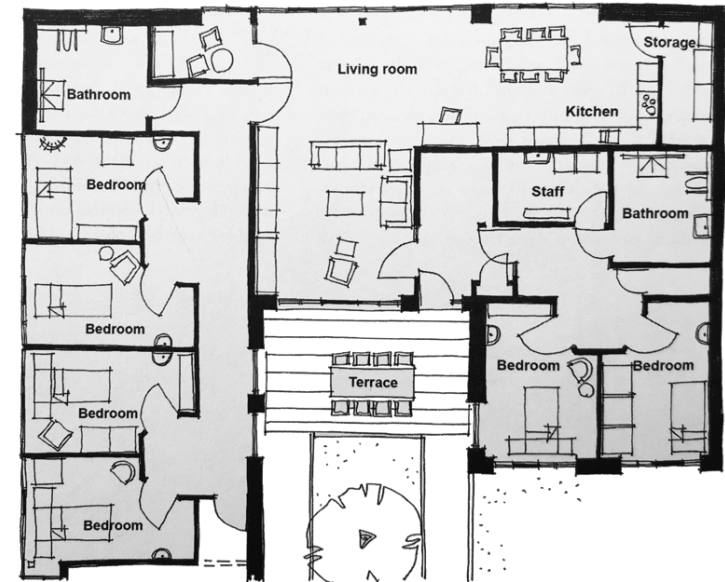 Storage
Living room
Bathroom
Kitchen
Bedroom
Staff
Bathroom
Bedroom
Bedroom
Bedroom
Terrace
Bedroom
Bedroom